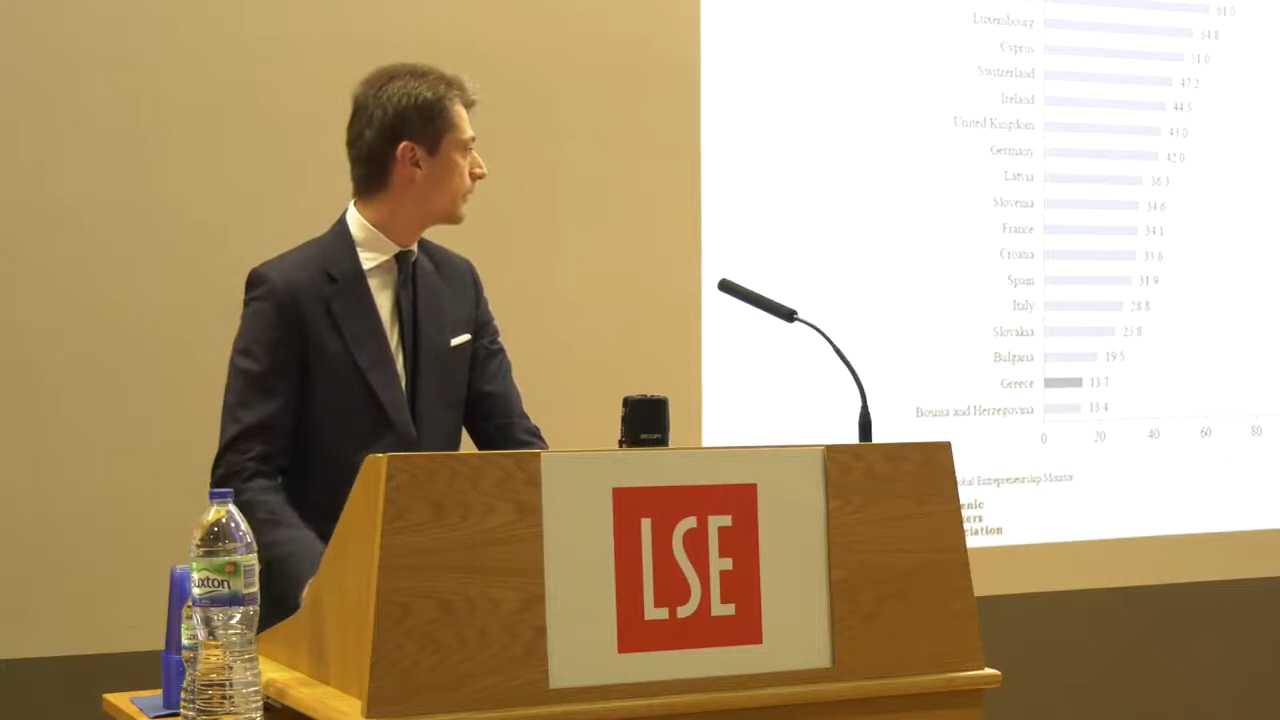 61.0
Luxembourg 54.8
Cyprus 51.0
Switzerland 47.2
Ireland 44.5
United Kingdom 43.0
Germany 42.0
Latvia 36.3
Slovenia 34.6
France 34.1
Croatia 33.6
Spain 31.9
Italy 28.8
Slovakia 25.8
Bulgaria 19.5
Greece 13.7
Bosnia and Herzegovina 13.4
0 20 40 60 80
Entrepreneurship Monitor
LSE
Buxton